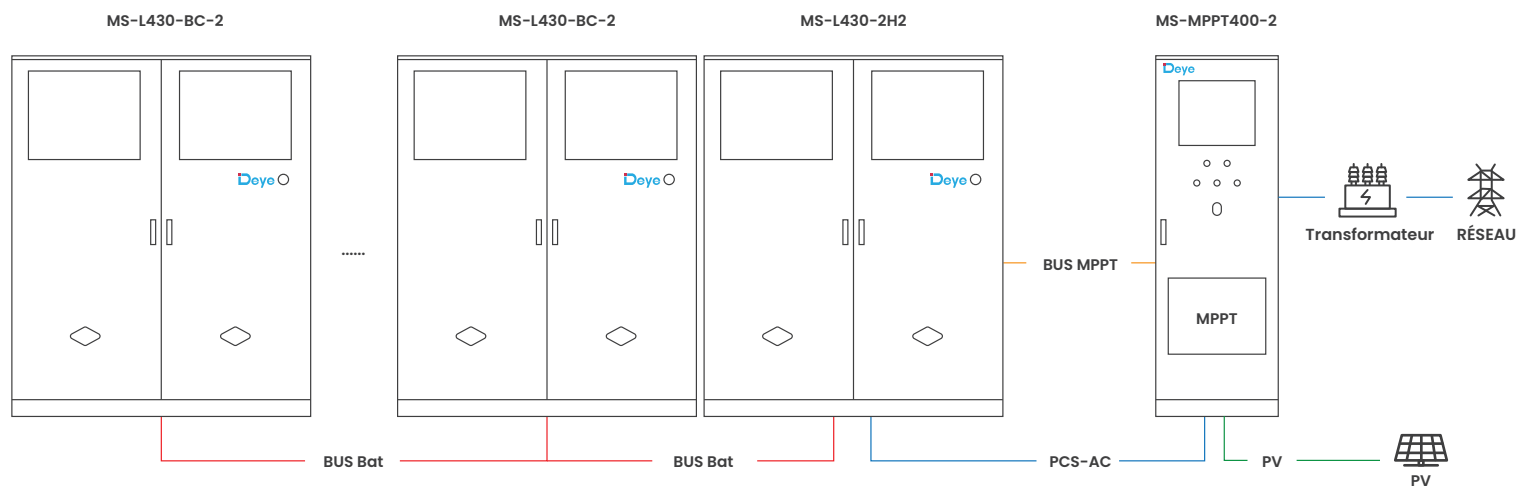 MS-L430-BC-2
MS-L430-BC-2
MS-L430-2H2
MS-MPPT400-2
Deye
Deye
Deye
Deye
......
Transformateur
RÉSEAU
BUS MPPT
MPPT
BUS Bat
BUS Bat
PCS-AC
PV
PV